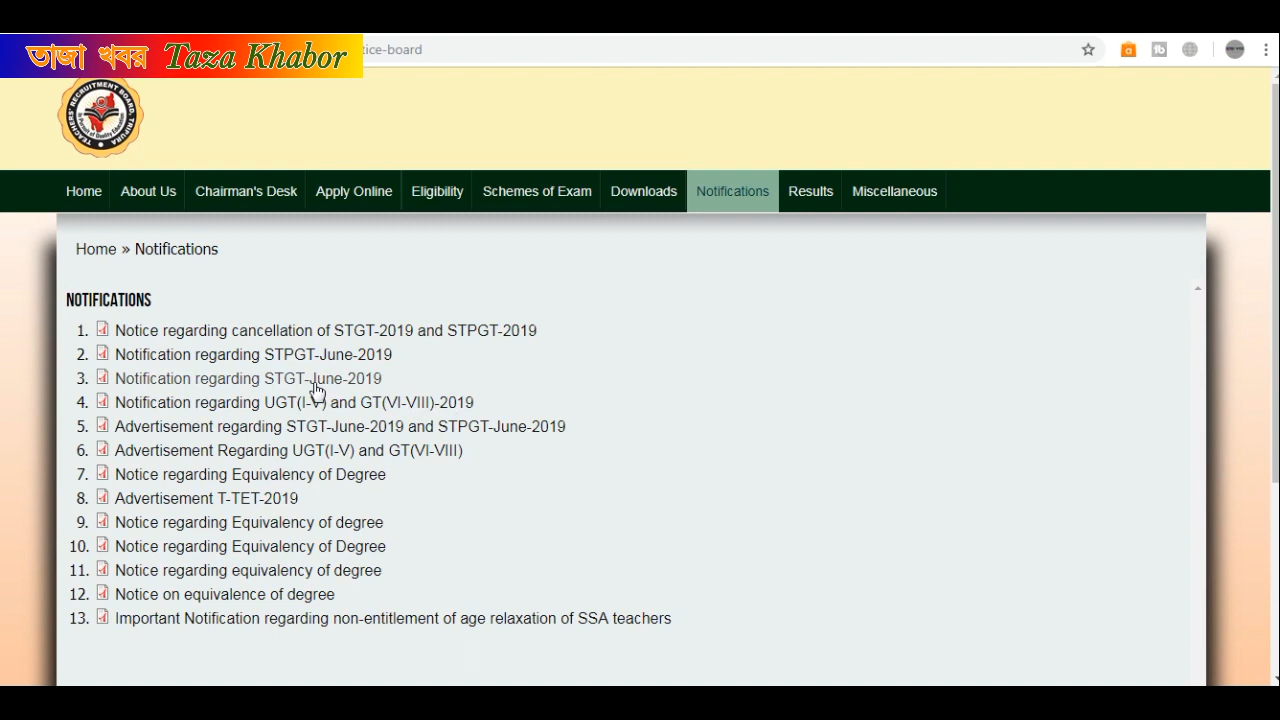 তাজা খবর Taza Khabor
ice-board
TEACHERS' RECRUITMENT BOARD, TRIPURA
Home About Us Chairman's Desk Apply Online Eligibility Schemes of Exam Downloads Notifications Results Miscellaneous
Home » Notifications
NOTIFICATIONS
1. Notice regarding cancellation of STGT-2019 and STPGT-2019
2. Notification regarding STPGT-June-2019
3. Notification regarding STGT-June-2019
4. Notification regarding UGT(I-V) and GT(VI-VIII)-2019
5. Advertisement regarding STGT-June-2019 and STPGT-June-2019
6. Advertisement Regarding UGT(I-V) and GT(VI-VIII)
7. Notice regarding Equivalency of Degree
8. Advertisement T-TET-2019
9. Notice regarding Equivalency of degree
10. Notice regarding Equivalency of Degree
11. Notice regarding equivalency of degree
12. Notice on equivalence of degree
13. Important Notification regarding non-entitlement of age relaxation of SSA teachers